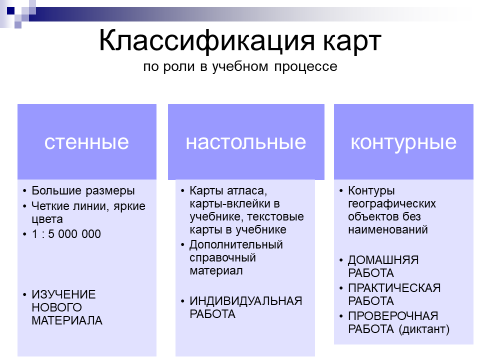 Классификация карт
по роли в учебном процессе
стенные
• Большие размеры
• Четкие линии, яркие
цвета
• 1 : 5 000 000
• ИЗУЧЕНИЕ
НОВОГО
МАТЕРИАЛА
настольные
• Карты атласа,
карты-вклейки в
учебнике, текстовые
карты в учебнике
• Дополнительный
справочный
материал
• ИНДИВИДУАЛЬНАЯ
РАБОТА
контурные
• Контуры
географических
объектов без
наименований
• ДОМАШНЯЯ
РАБОТА
• ПРАКТИЧЕСКАЯ
РАБОТА
• ПРОВЕРОЧНАЯ
РАБОТА (диктант)